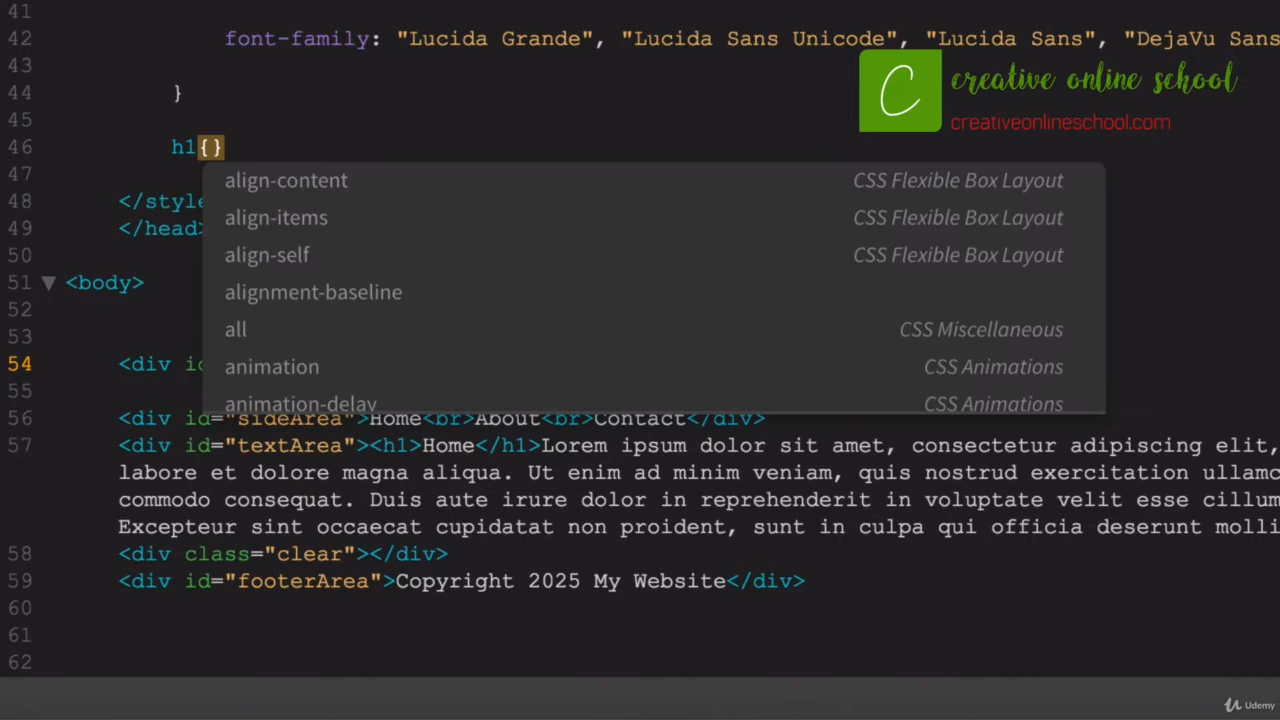 41
42 font-family: "Lucida Grande", "Lucida Sans Unicode", "Lucida Sans", "DejaVu Sans
43
creative online school
44 }
creativeonlineschool.com
45
46 h1{}
47
align-content CSS Flexible Box Layout
48 </style
align-items CSS Flexible Box Layout
49 </head>
align-self CSS Flexible Box Layout
50
51 <body>
alignment-baseline
52
all CSS Miscellaneous
53
54 <div id
animation CSS Animations
55
animation-delay CSS Animations
56 <div id="sideArea">Home<br>About<br>Contact</div>
57 <div id="textArea"><h1>Home</h1>Lorem ipsum dolor sit amet, consectetur adipiscing elit,
labore et dolore magna aliqua. Ut enim ad minim veniam, quis nostrud exercitation ullamc
commodo consequat. Duis aute irure dolor in reprehenderit in voluptate velit esse cillum
Excepteur sint occaecat cupidatat non proident, sunt in culpa qui officia deserunt molli
58 <div class="clear"></div>
59 <div id="footerArea">Copyright 2025 My Website</div>
60
61
62
Udemy